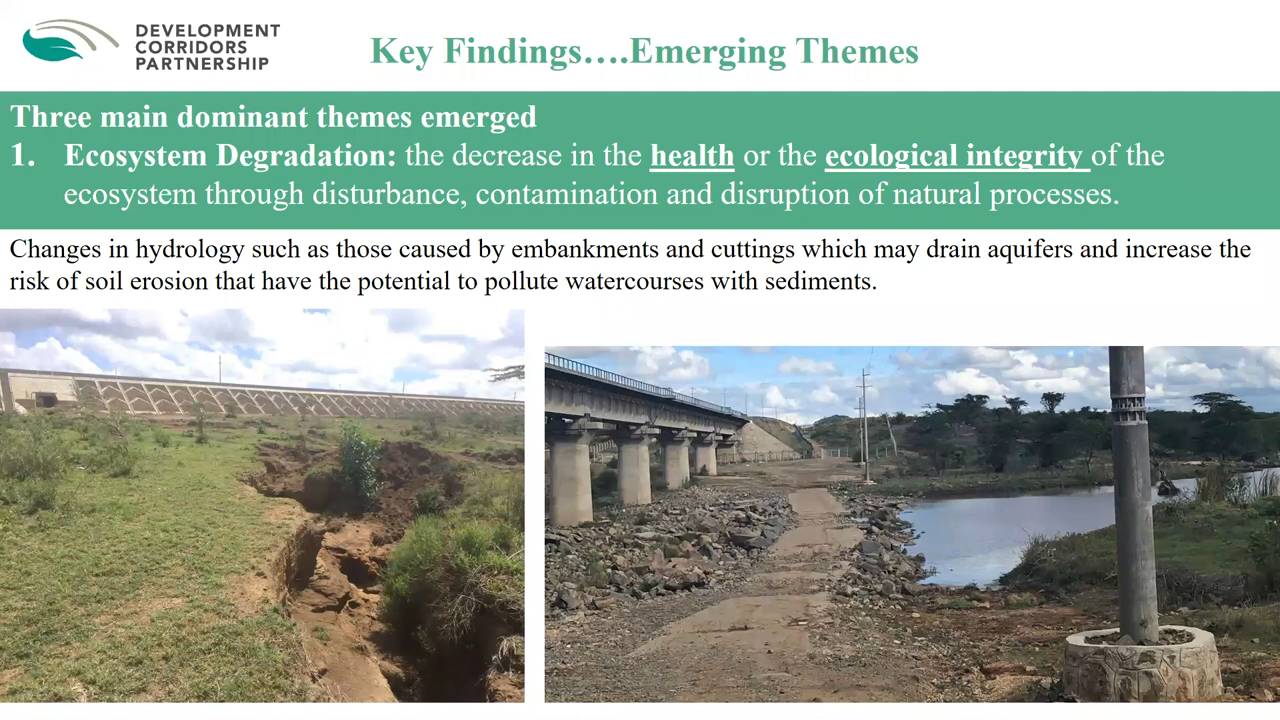 DEVELOPMENT
CORRIDORS
PARTNERSHIP
Key Findings….Emerging Themes
Three main dominant themes emerged
1. Ecosystem Degradation: the decrease in the health or the ecological integrity of the
ecosystem through disturbance, contamination and disruption of natural processes.
Changes in hydrology such as those caused by embankments and cuttings which may drain aquifers and increase the
risk of soil erosion that have the potential to pollute watercourses with sediments.